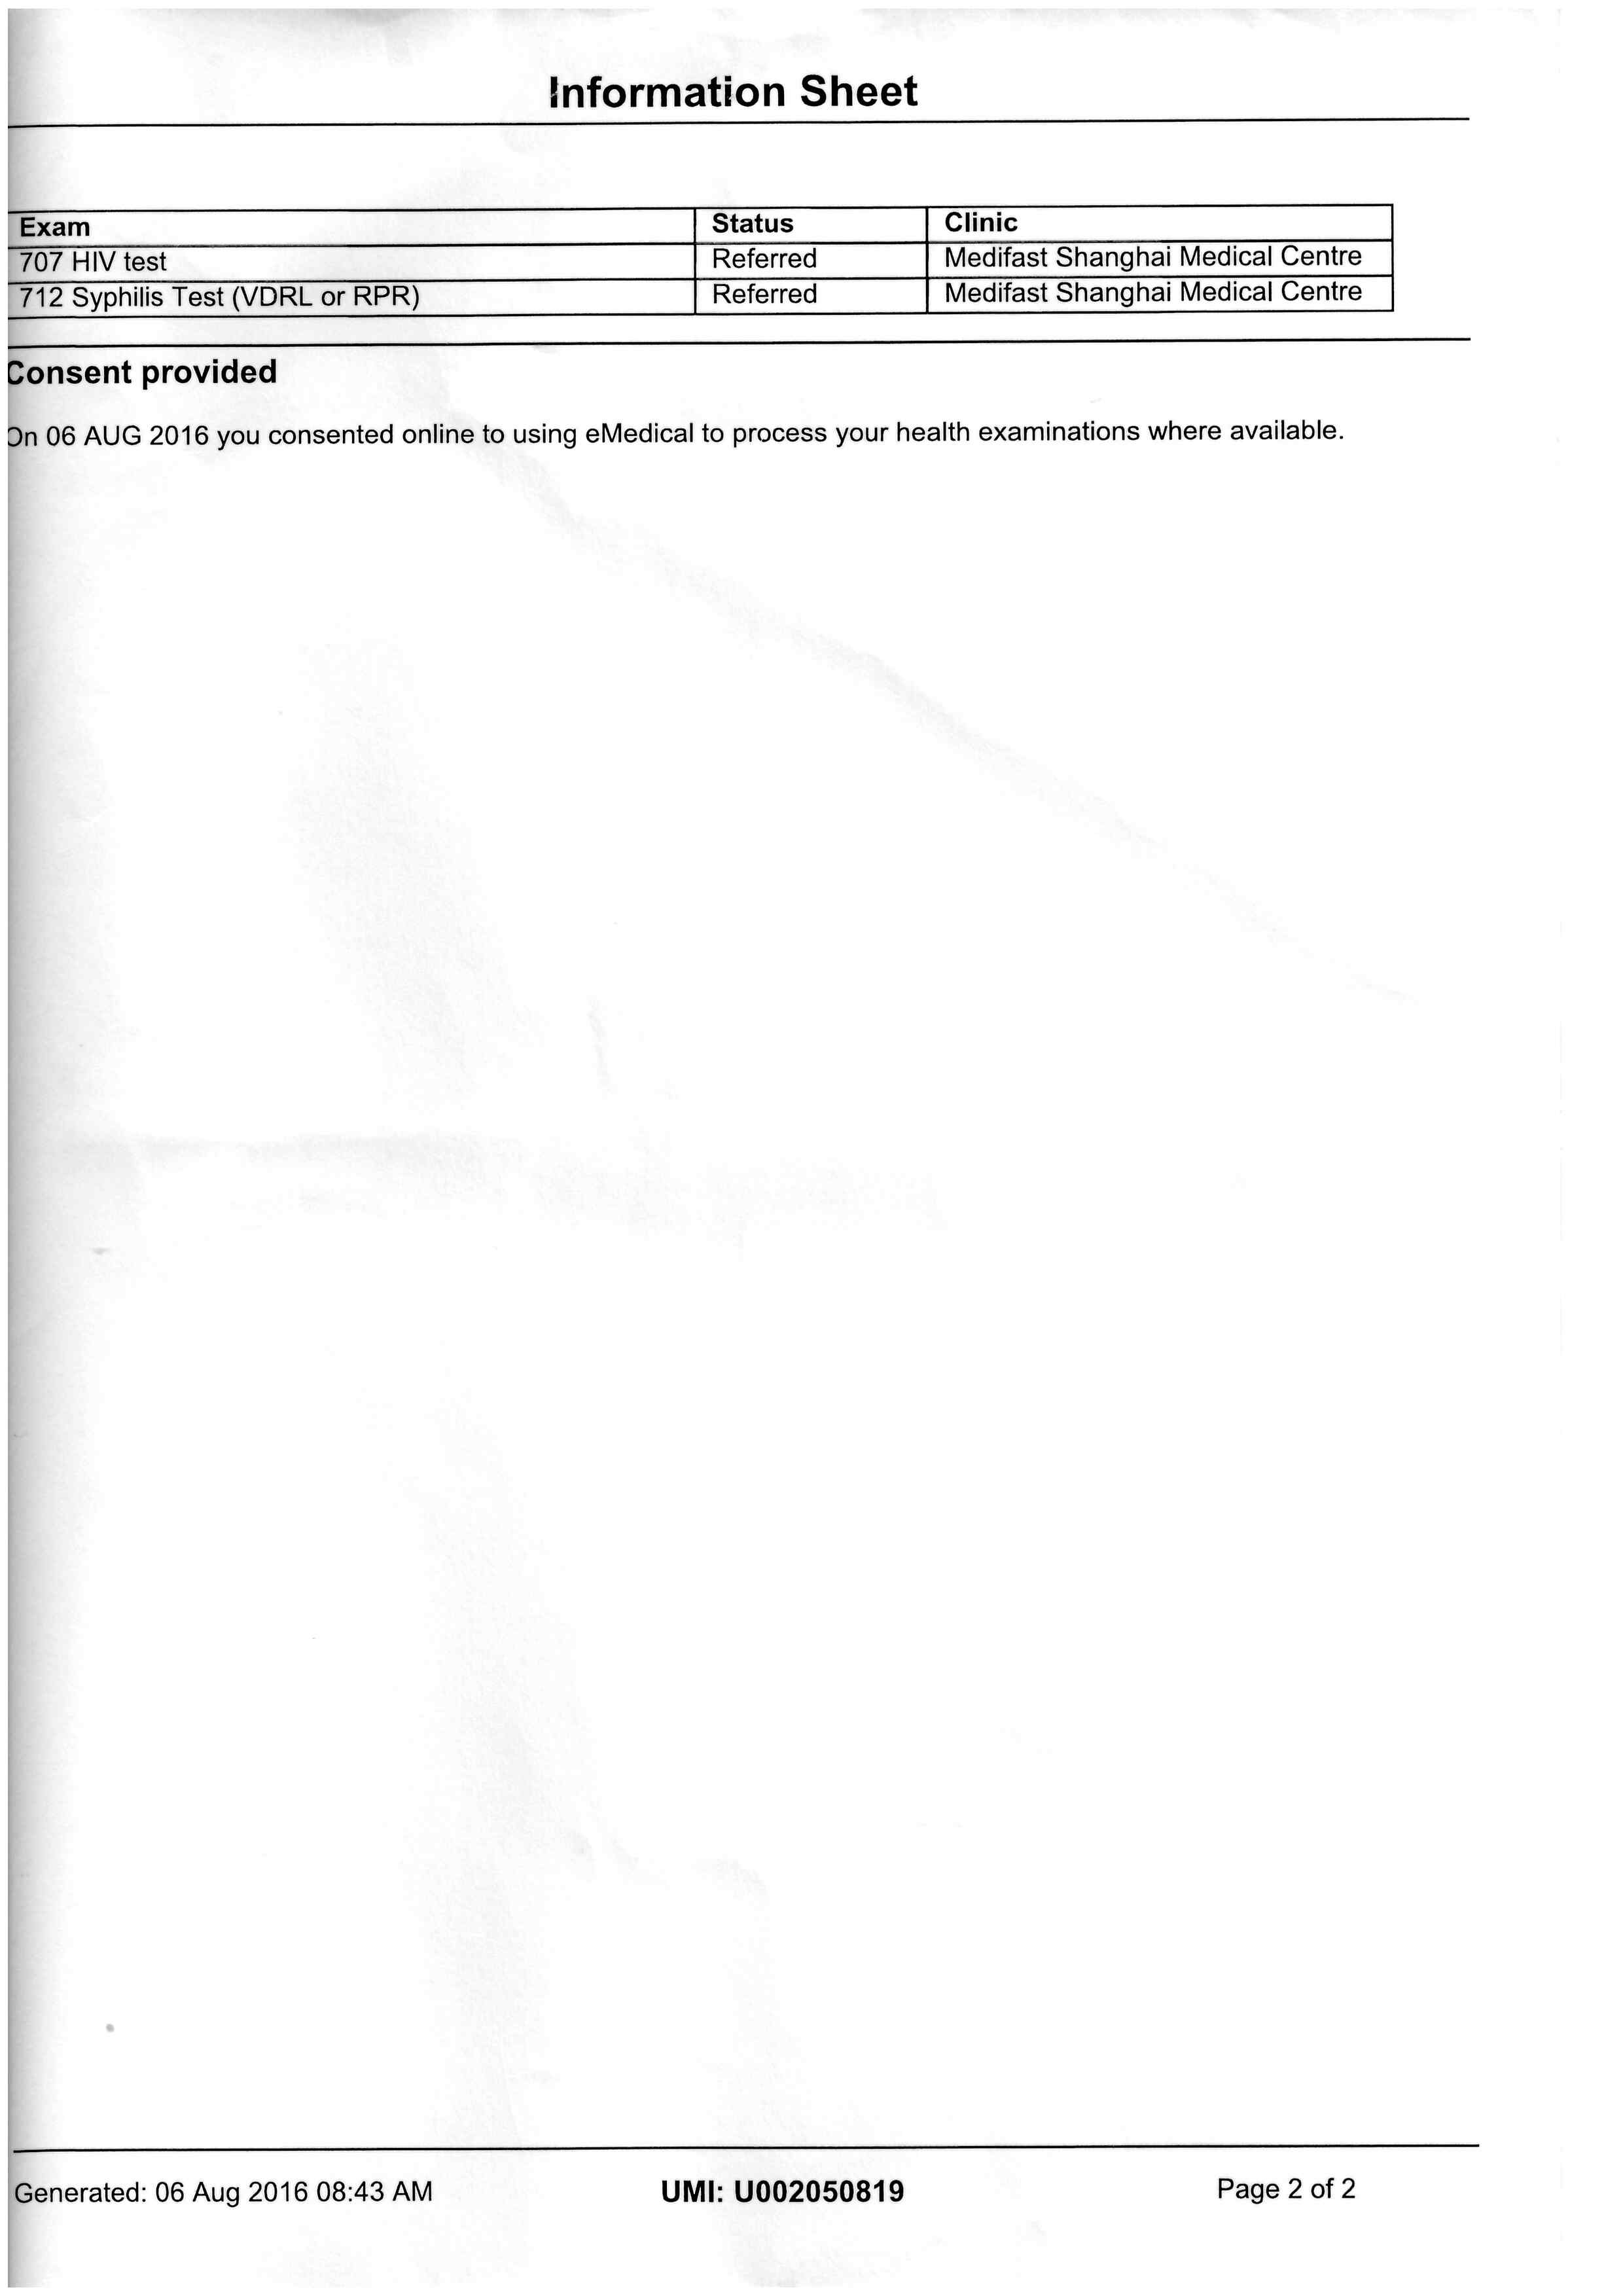 Information Sheet
Exam Status Clinic
707 HIV test Referred Medifast Shanghai Medical Centre
712 Syphilis Test (VDRL or RPR) Referred Medifast Shanghai Medical Centre
Consent provided
On 06 AUG 2016 you consented online to using eMedical to process your health examinations where available.
Generated: 06 Aug 2016 08:43 AM UMI: U002050819 Page 2 of 2